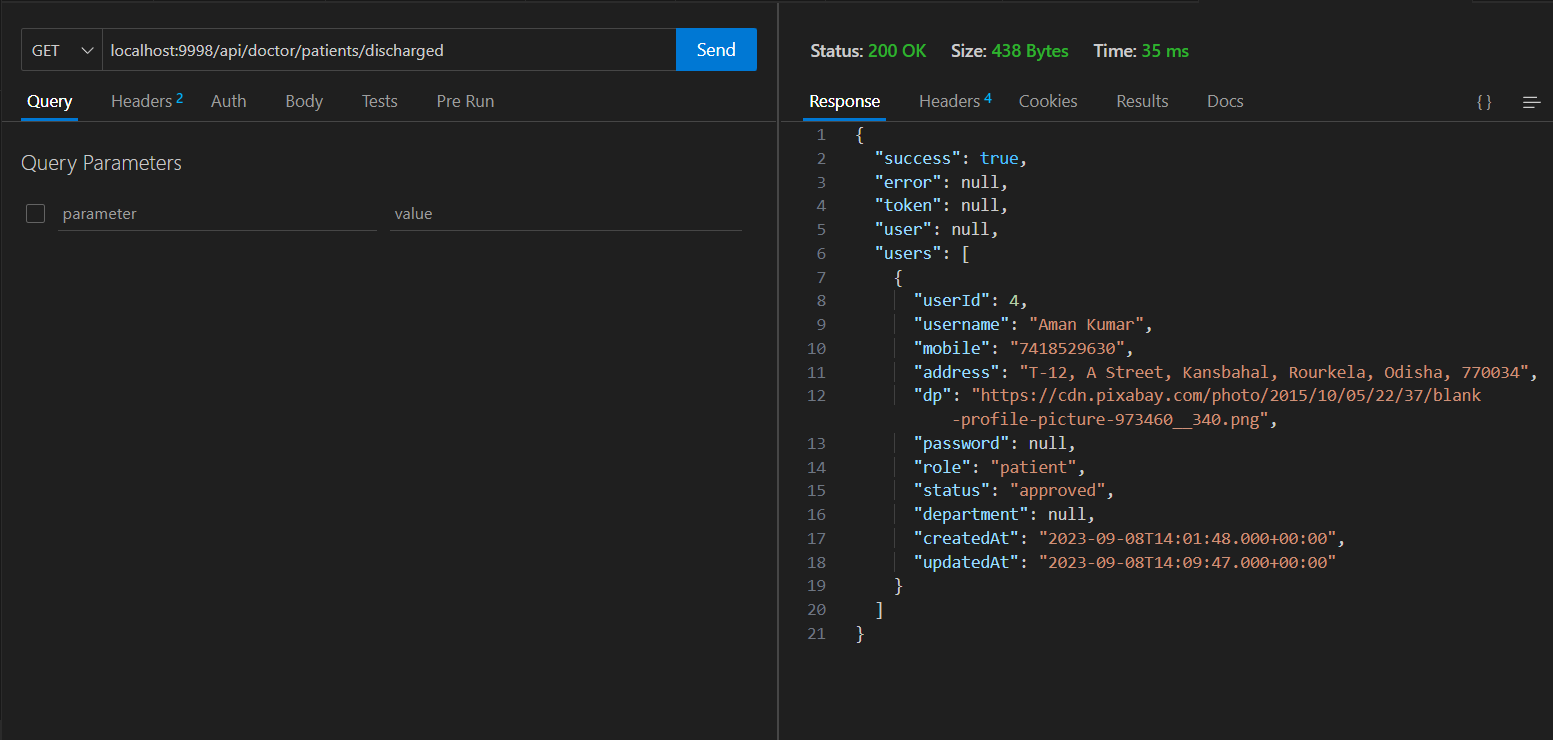 GET localhost:9998/api/doctor/patients/discharged Send
Query Headers 2 Auth Body Tests Pre Run
Query Parameters
parameter value
Status: 200 OK Size: 438 Bytes Time: 35 ms
Response Headers 4 Cookies Results Docs {}
1 {
2 "success": true,
3 "error": null,
4 "token": null,
5 "user": null,
6 "users": [
7 {
8 "userId": 4,
9 "username": "Aman Kumar",
10 "mobile": "7418529630",
11 "address": "T-12, A Street, Kansbahal, Rourkela, Odisha, 770034",
12 "dp": "https://cdn.pixabay.com/photo/2015/10/05/22/37/blank
-profile-picture-973460__340.png",
13 "password": null,
14 "role": "patient",
15 "status": "approved",
16 "department": null,
17 "createdAt": "2023-09-08T14:01:48.000+00:00",
18 "updatedAt": "2023-09-08T14:09:47.000+00:00"
19 }
20 ]
21 }